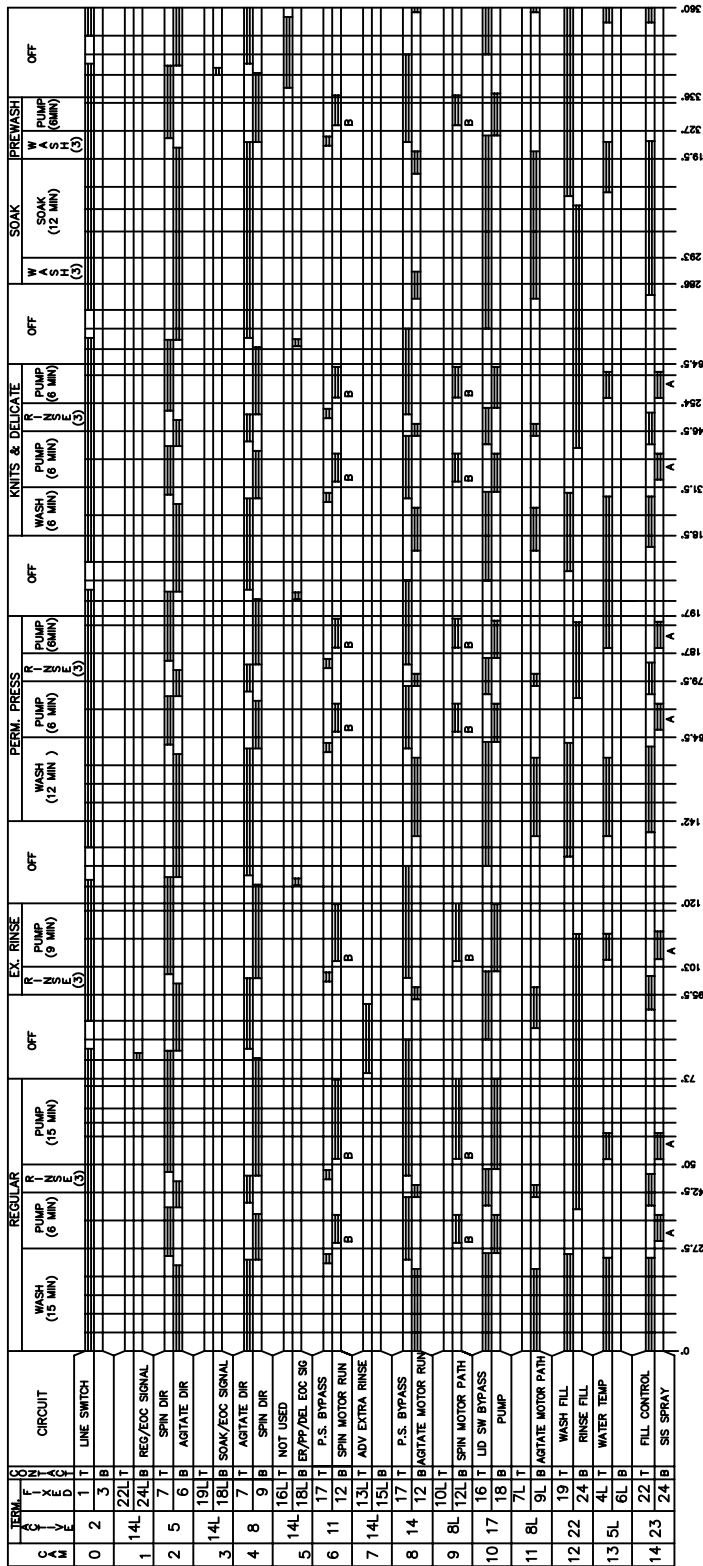 CAM TERM. ACTIVE FIXED CONTACT CIRCUIT
REGULAR OFF EX. RINSE OFF PERM. PRESS OFF KNITS & DELICATE OFF SOAK PREWASH OFF
WASH (15 MIN) PUMP (6 MIN) RINSE (3) PUMP (15 MIN) RINSE (3) PUMP (9 MIN) WASH (12 MIN ) PUMP (6 MIN) RINSE (3) PUMP (6MIN) WASH (6 MIN) PUMP (6 MIN) RINSE (3) PUMP (6 MIN) WASH (3) SOAK (12 MIN) WASH (3) PUMP (6MIN)
0 2 1 T LINE SWITCH
3 B
1 14L 22L T
24L B REG/EOC SIGNAL
2 5 7 T SPIN DIR
6 B AGITATE DIR
3 14L 19L T
18L B SOAK/EOC SIGNAL
4 8 7 T AGITATE DIR
9 B SPIN DIR
5 14L 16L T NOT USED
18L B ER/PP/DEL EOC SIG
6 11 17 T P.S. BYPASS
12 B SPIN MOTOR RUN B B B B B B B B
7 14L 13L T ADV EXTRA RINSE
15L B
8 14 17 T P.S. BYPASS
12 B AGITATE MOTOR RUN
9 8L 10L T
12L B SPIN MOTOR PATH B B B B B B B B
10 17 16 T LID SW BYPASS
18 B PUMP
11 8L 7L T
9L B AGITATE MOTOR PATH
12 22 19 T WASH FILL
24 B RINSE FILL
13 5L 4L T WATER TEMP
6L B
14 23 22 T FILL CONTROL
24 B SIS SPRAY A A A A A A A
0° 27.5° 42.5° 50° 73° 95.5° 103° 120° 142° 64.5° 79.5° 187° 197° 18.5° 31.5° 46.5° 254° 64.5° 286° 293° 19.5° 327° 336° 360°